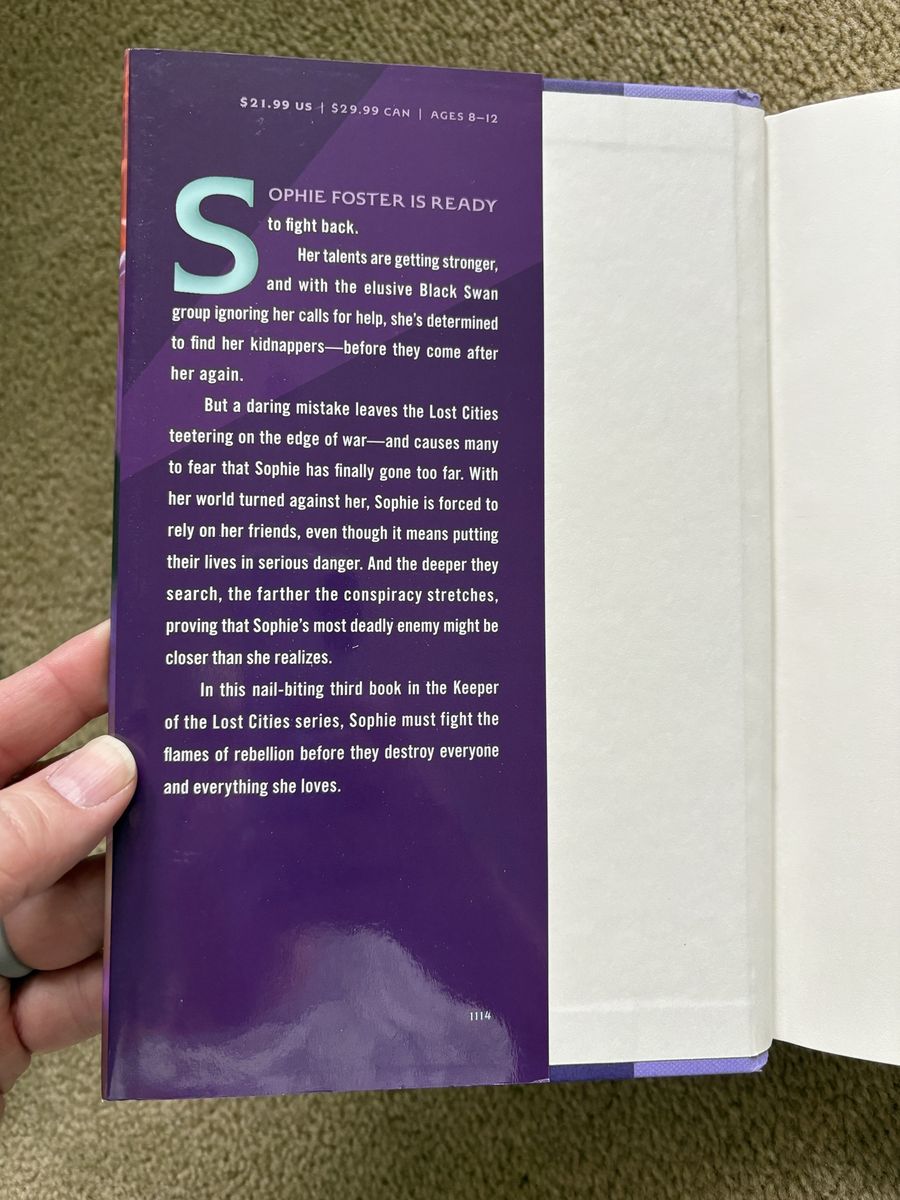 $21.99 US | $29.99 CAN | AGES 8–12
SOPHIE FOSTER IS READY
to fight back.
Her talents are getting stronger,
and with the elusive Black Swan
group ignoring her calls for help, she's determined
to find her kidnappers—before they come after
her again.
But a daring mistake leaves the Lost Cities
teetering on the edge of war—and causes many
to fear that Sophie has finally gone too far. With
her world turned against her, Sophie is forced to
rely on her friends, even though it means putting
their lives in serious danger. And the deeper they
search, the farther the conspiracy stretches,
proving that Sophie's most deadly enemy might be
closer than she realizes.
In this nail-biting third book in the Keeper
of the Lost Cities series, Sophie must fight the
flames of rebellion before they destroy everyone
and everything she loves.
1114